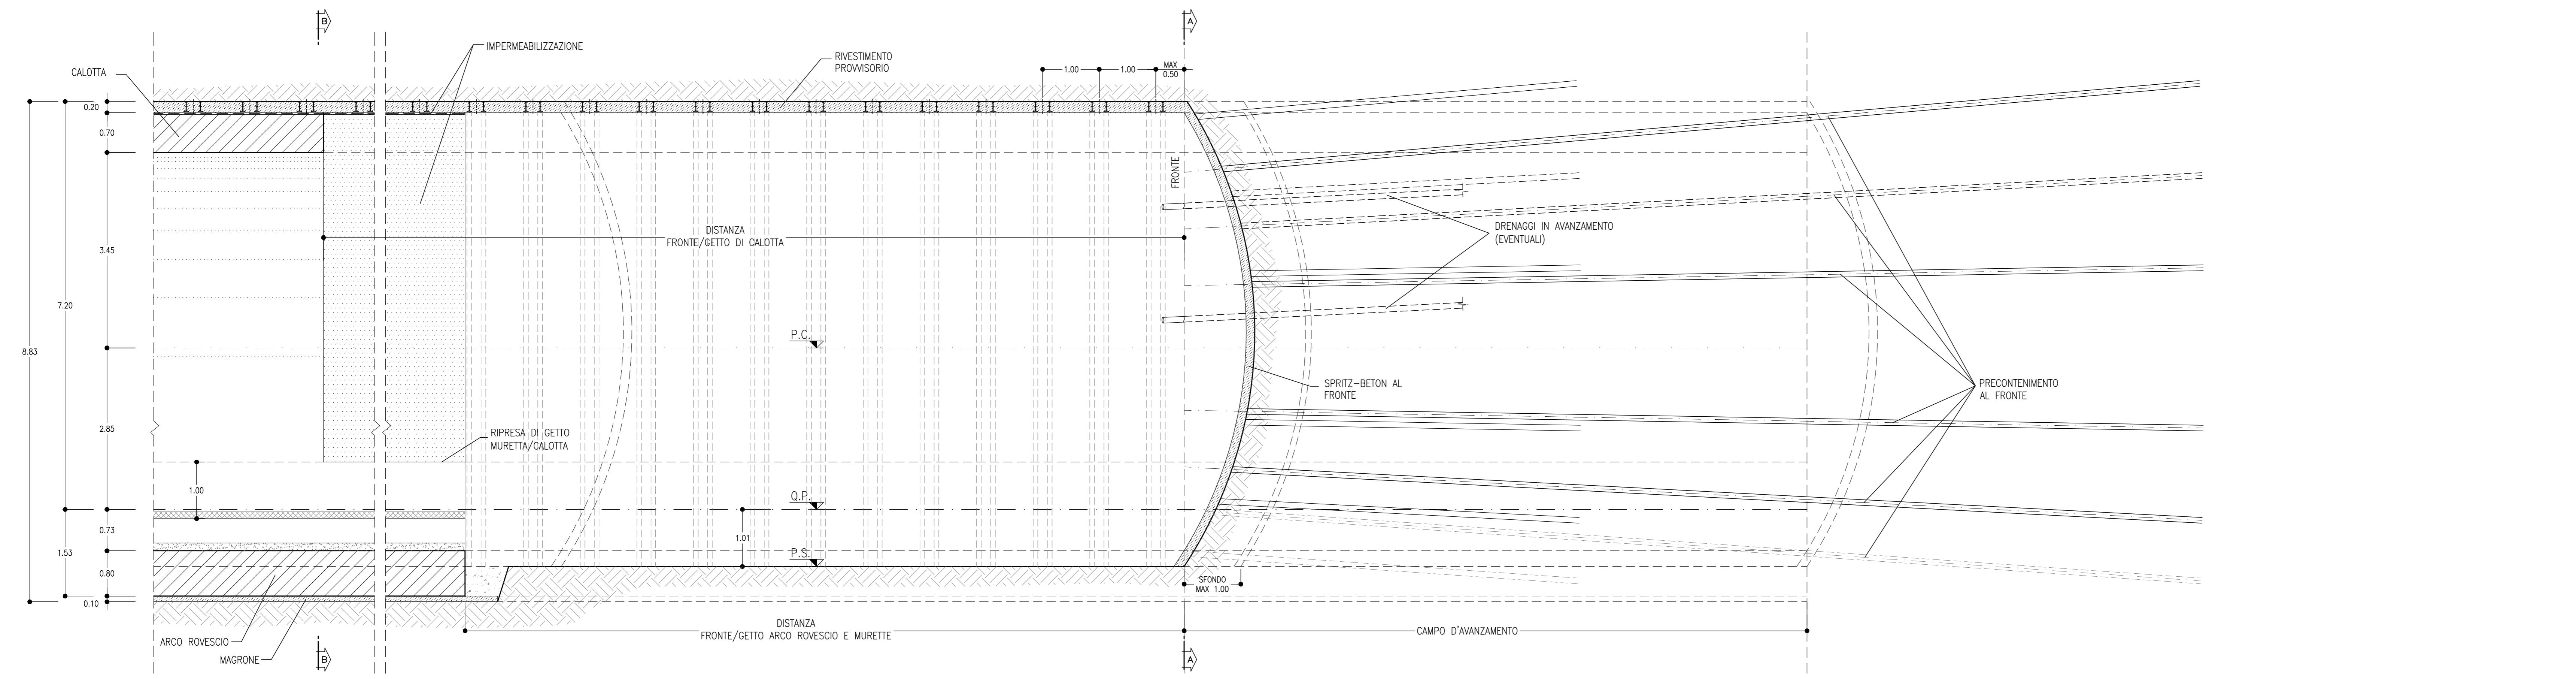 B
A
IMPERMEABILIZZAZIONE
RIVESTIMENTO
PROVVISORIO
CALOTTA
1.00
1.00
MAX
0.50
0.20
0.70
FRONTE
DISTANZA
FRONTE/GETTO DI CALOTTA
DRENAGGI IN AVANZAMENTO
(EVENTUALI)
3.45
7.20
8.83
P.C.
SPRITZ-BETON AL
FRONTE
PRECONTENIMENTO
AL FRONTE
2.85
RIPRESA DI GETTO
MURETTA/CALOTTA
1.00
Q.P.
0.73
1.01
1.53
P.S.
0.80
SFONDO
MAX 1.00
0.10
DISTANZA
FRONTE/GETTO ARCO ROVESCIO E MURETTE
CAMPO D'AVANZAMENTO
ARCO ROVESCIO
MAGRONE
B
A